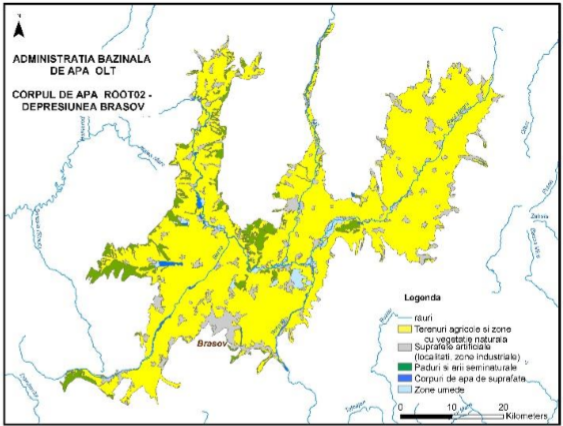 N
ADMINISTRATIA BAZINALA
DE APA OLT
CORPUL DE APA ROOT02 -
DEPRESIUNEA BRASOV
Brasov
Legenda
rauri
Terenuri agricole si zone
cu vegetatie naturala
Suprafete artificiale
(localitati, zone industriale)
Paduri si arii seminaturale
Corpuri de apa de suprafata
Zone umede
0 10 20
Kilometers